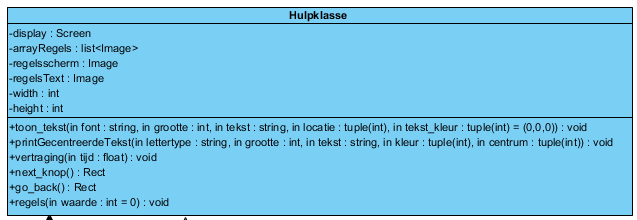 Hulpklasse
-display : Screen
-arrayRegels : list<Image>
-regelsscherm : Image
-regelsText : Image
-width : int
-height : int
+toon_tekst(in font : string, in grootte : int, in tekst : string, in locatie : tuple(int), in tekst_kleur : tuple(int) = (0,0,0)) : void
+printGecentreerdeTekst(in lettertype : string, in grootte : int, in tekst : string, in kleur : tuple(int), in centrum : tuple(int)) : void
+vertraging(in tijd : float) : void
+next_knop() : Rect
+go_back() : Rect
+regels(in waarde : int = 0) : void